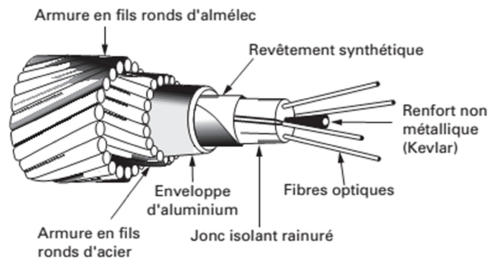 Armure en fils ronds d'almélec
Revêtement synthétique
Renfort non
métallique
(Kevlar)
Fibres optiques
Enveloppe
d'aluminium
Jonc isolant rainuré
Armure en fils
ronds d'acier